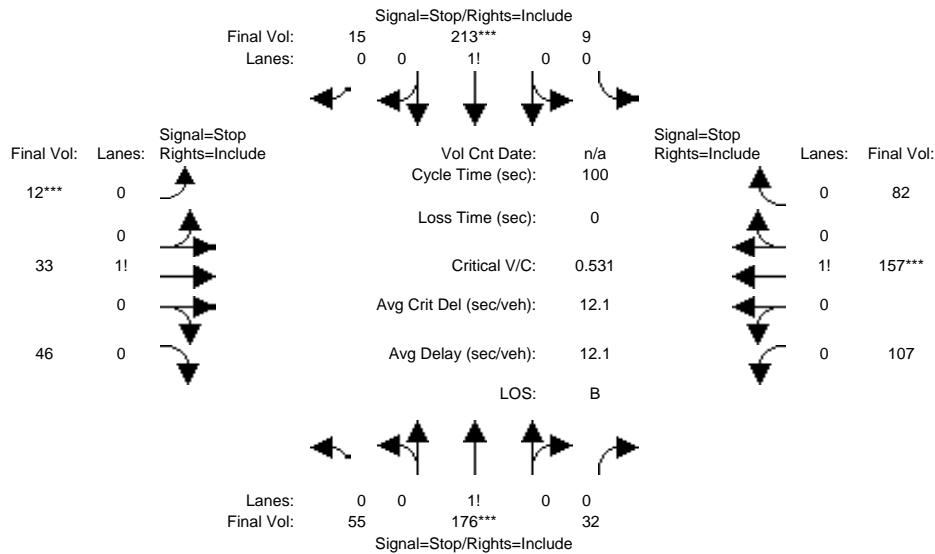 Signal=Stop/Rights=Include
Final Vol: 15 213*** 9
Lanes: 0 0 1! 0 0
Signal=Stop
Final Vol: Lanes: Rights=Include
Vol Cnt Date: n/a
Signal=Stop
Rights=Include Lanes: Final Vol:
Cycle Time (sec): 100
12*** 0
0 82
Loss Time (sec): 0
0
0
33 1!
Critical V/C: 0.531
1! 157***
0
Avg Crit Del (sec/veh): 12.1
0
46 0
Avg Delay (sec/veh): 12.1
0 107
LOS: B
Lanes: 0 0 1! 0 0
Final Vol: 55 176*** 32
Signal=Stop/Rights=Include